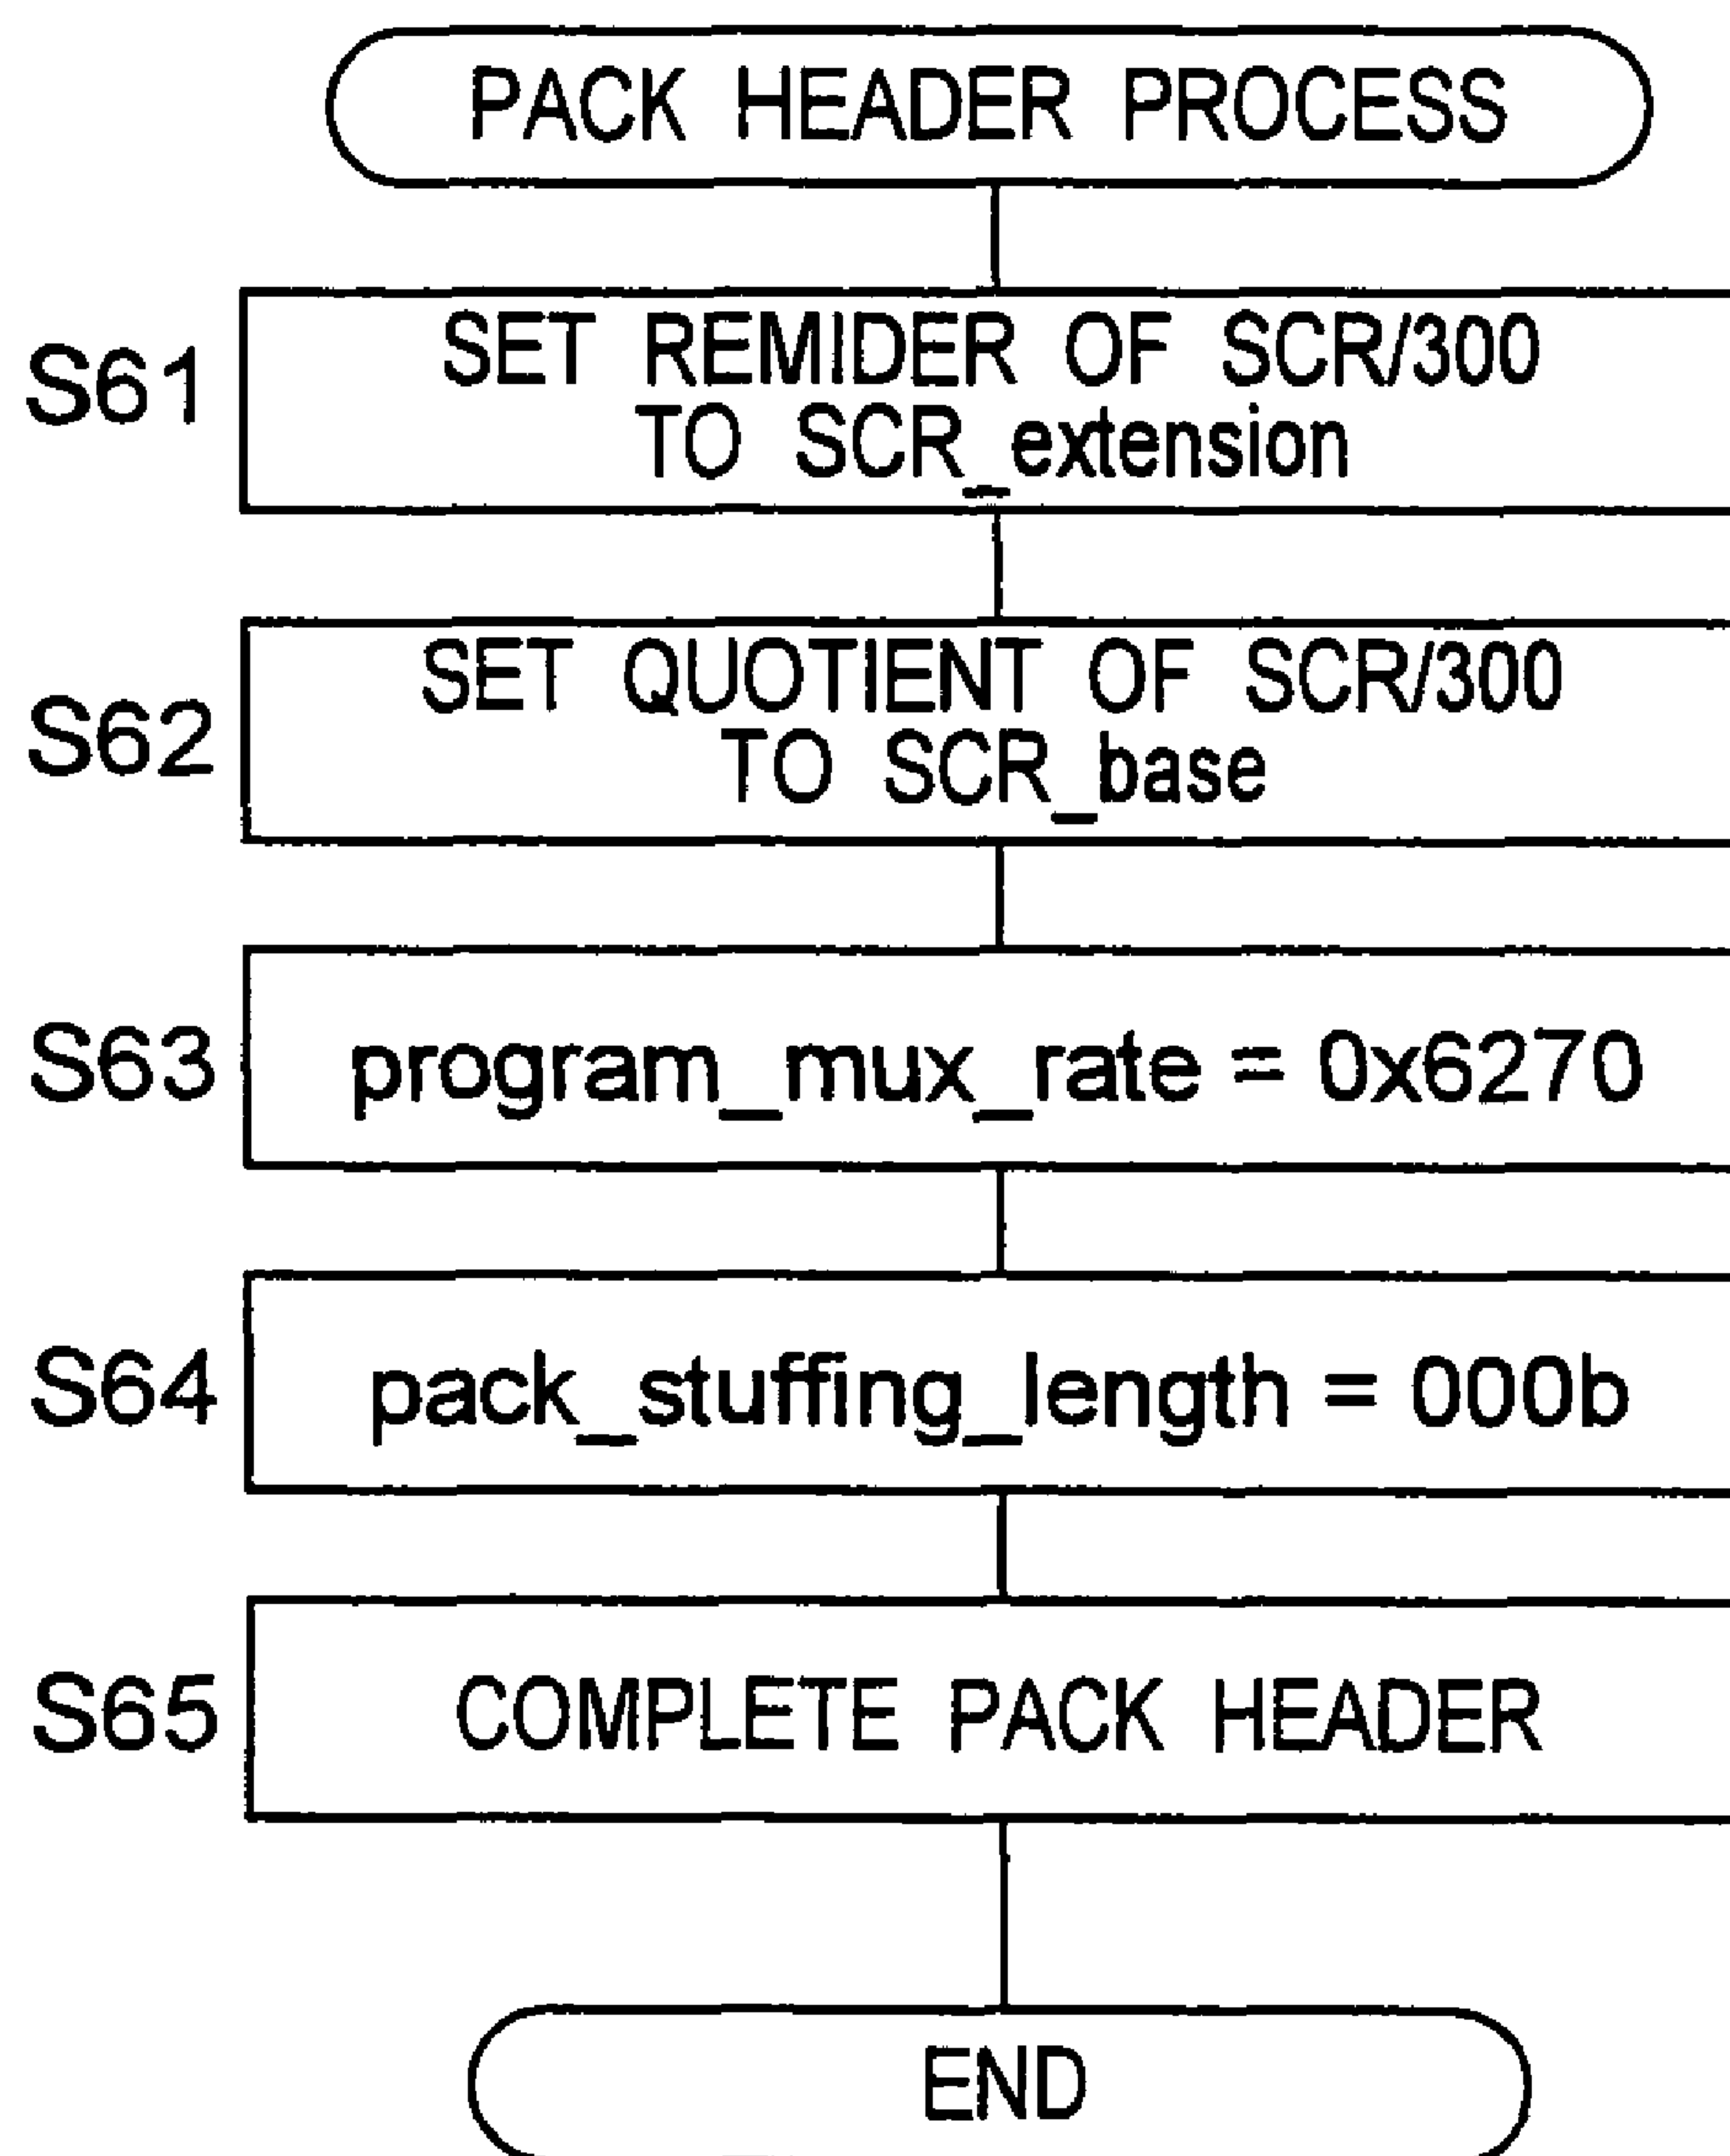 PACK HEADER PROCESS
S61
SET REMIDER OF SCR/300
TO SCR_extension
S62
SET QUOTIENT OF SCR/300
TO SCR_base
S63
program_mux_rate = 0x6270
S64
pack_stuffing_length = 000b
S65
COMPLETE PACK HEADER
END